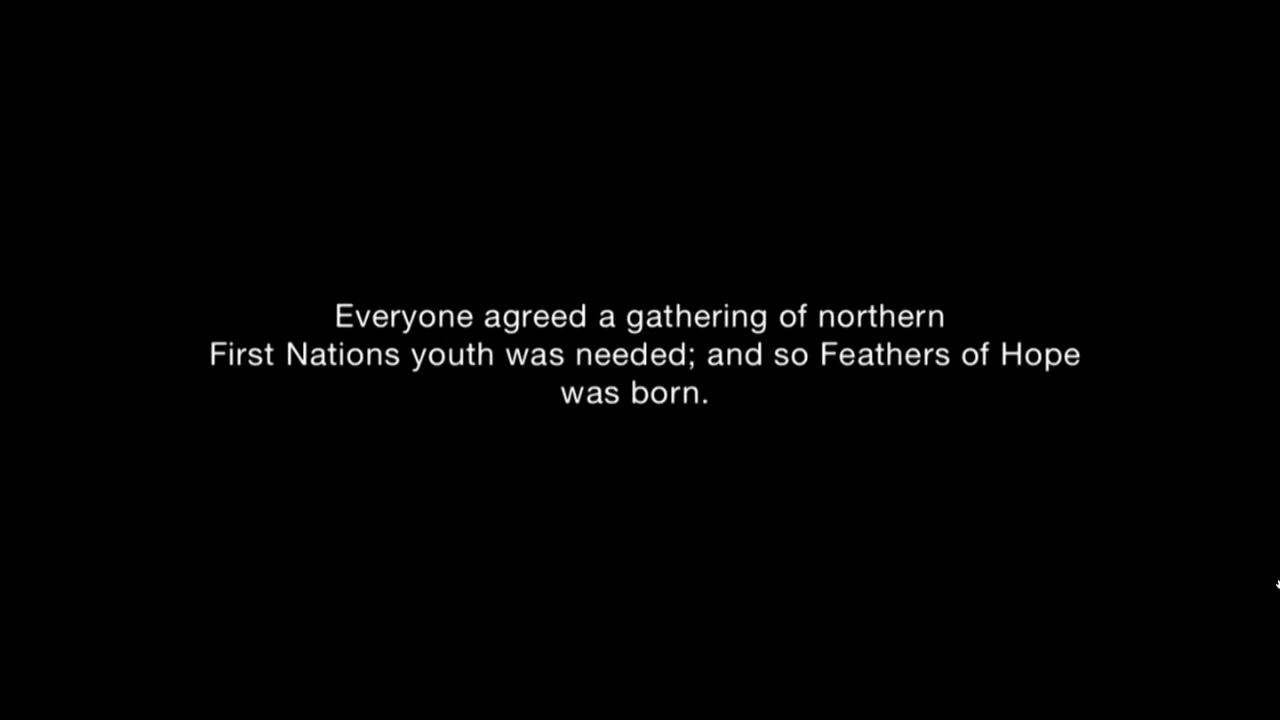 Everyone agreed a gathering of northern
First Nations youth was needed; and so Feathers of Hope
was born.